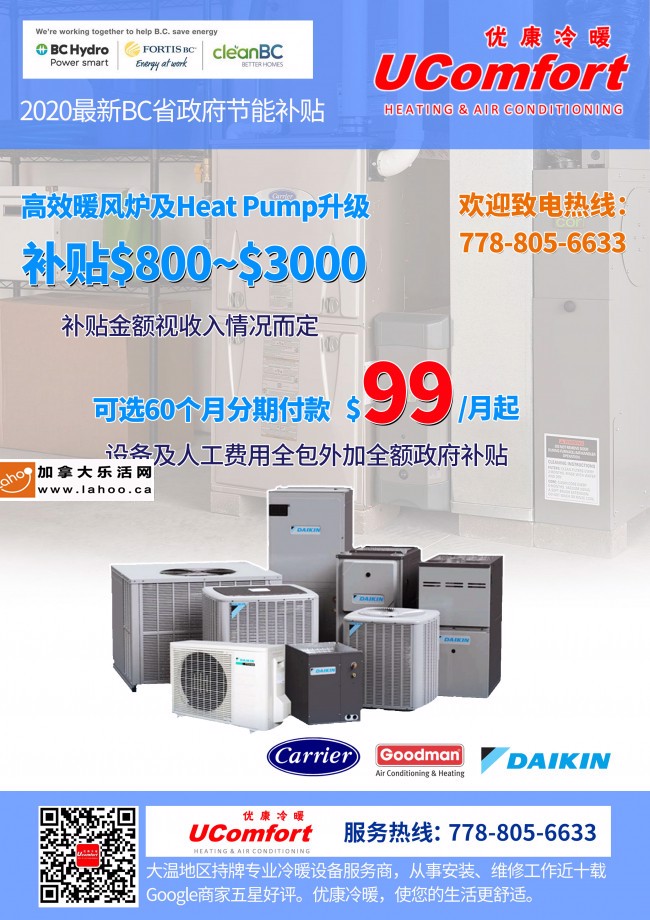 We're working together to help B.C. save energy
BC Hydro
Power smart
FORTIS BC
Energy at work
cleanBC
BETTER HOMES
优康冷暖
UComfort
HEATING & AIR CONDITIONING
2020最新BC省政府节能补贴
高效暖风炉及Heat Pump升级
欢迎致电热线:
778-805-6633
补贴$800~$3000
补贴金额视收入情况而定
可选60个月分期付款 $99/月起
设备及人工费用全包外加全额政府补贴
Lahoo
加拿大乐活网
www.lahoo.ca
DAIKIN
DAIKIN
DAIKIN
DAIKIN
DAIKIN
Carrier
Goodman
Air Conditioning & Heating
DAIKIN
优康冷暖
UComfort
HEATING & AIR CONDITIONING
服务热线: 778-805-6633
大温地区持牌专业冷暖设备服务商，从事安装、维修工作近十载
Google商家五星好评。优康冷暖，使您的生活更舒适。